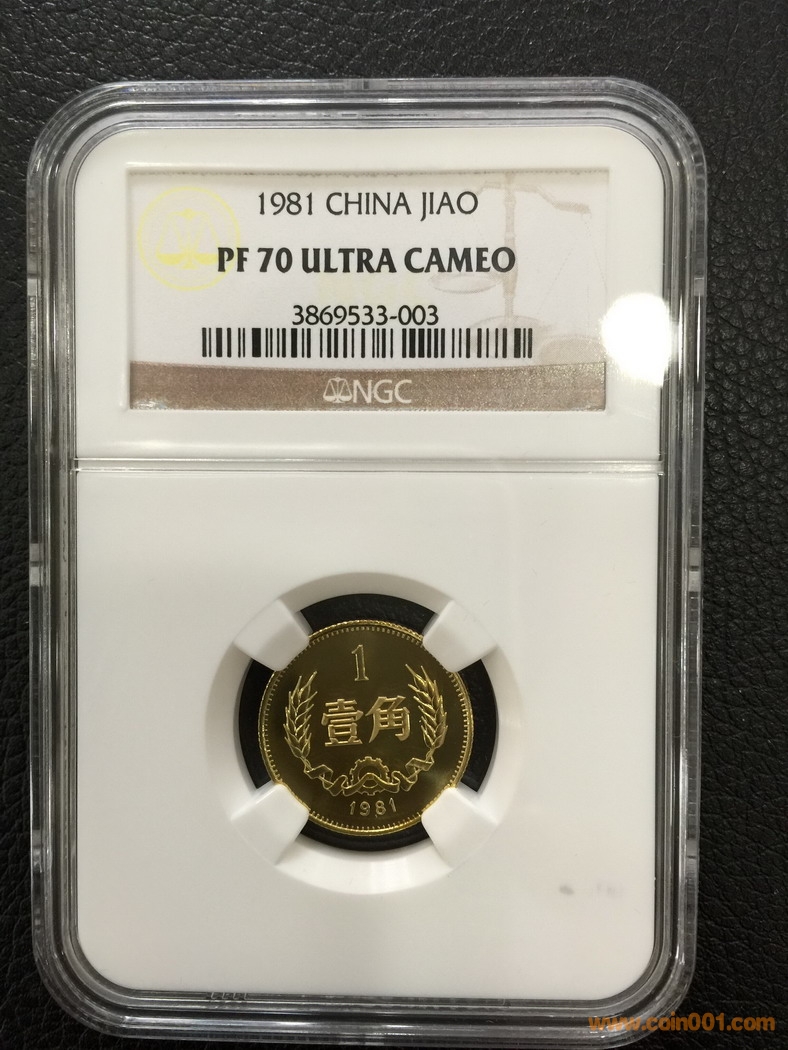 1981 CHINA JIAO
PF 70 ULTRA CAMEO
3869533-003
NGC
1
壹角
1981
www.coin001.com